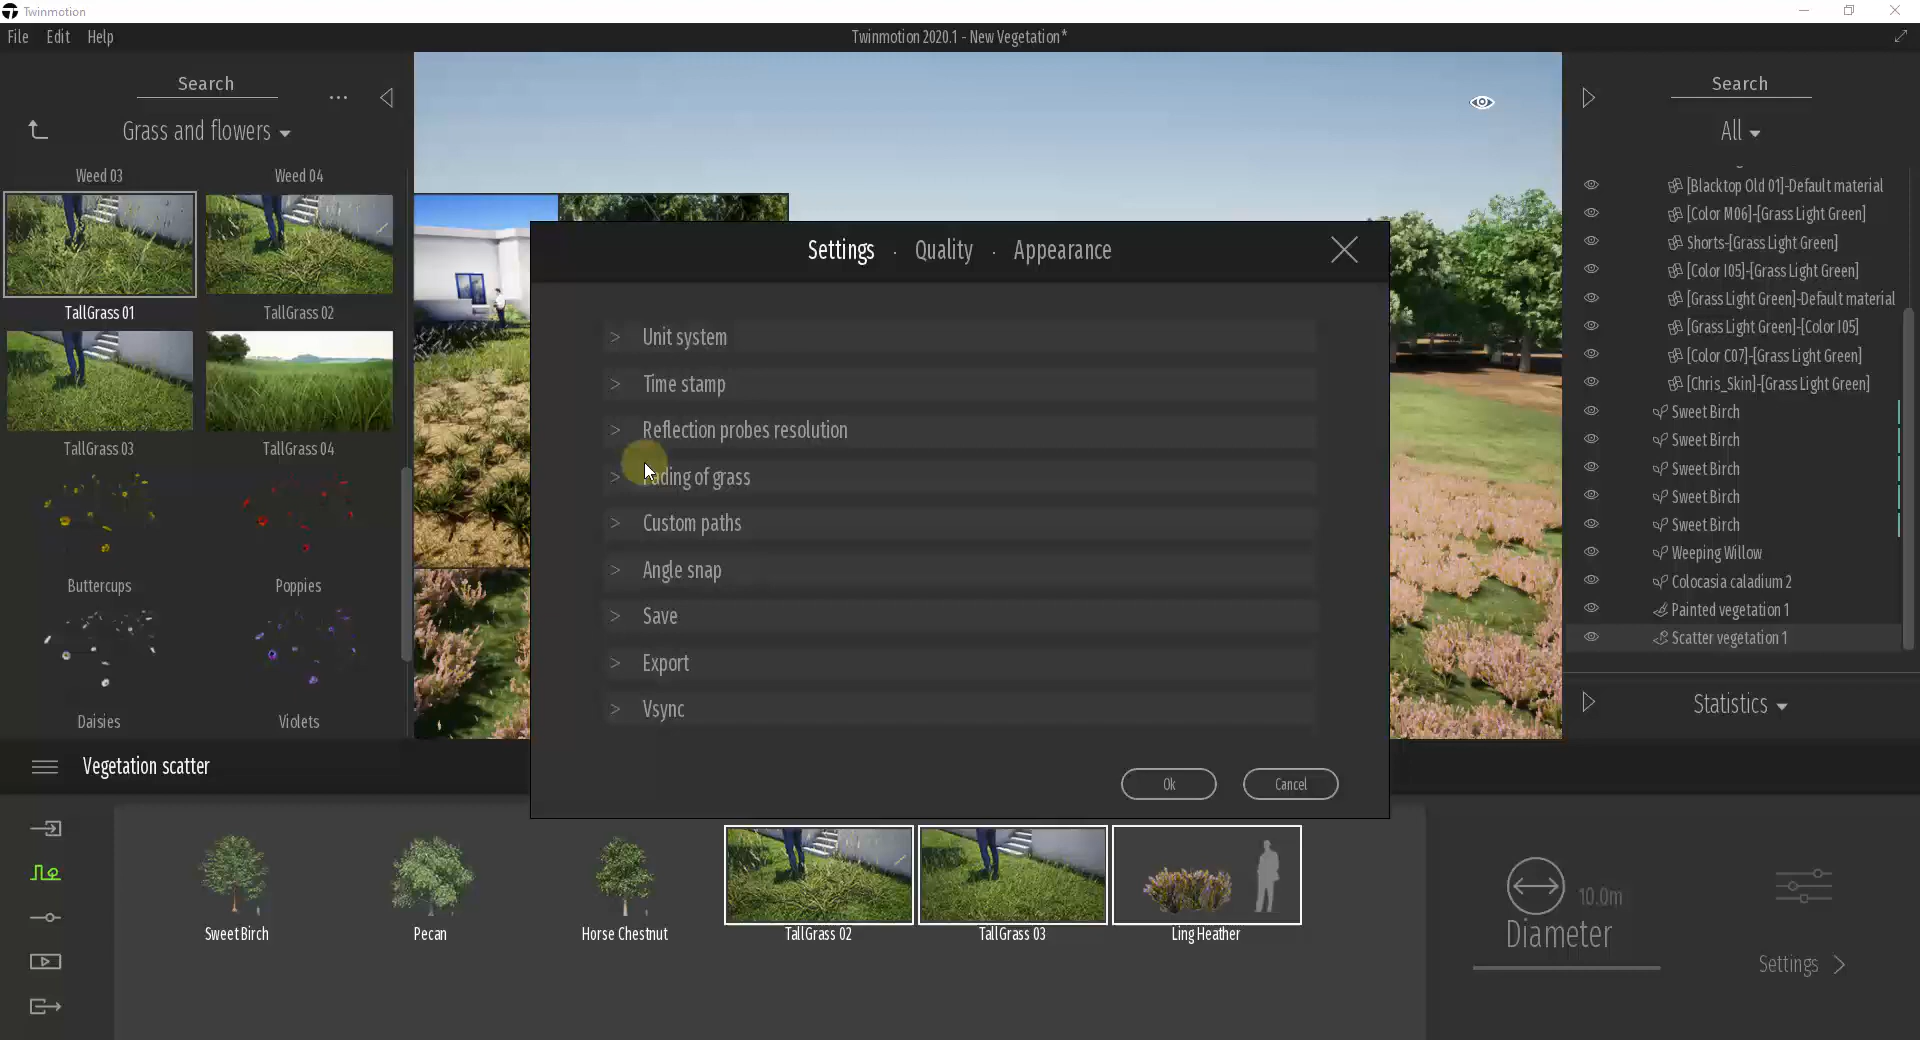 Twinmotion
File Edit Help
Twinmotion 2020.1 - New Vegetation*
Search
...
Grass and flowers
Weed 03
Weed 04
TallGrass 01
TallGrass 02
TallGrass 03
TallGrass 04
Buttercups
Poppies
Daisies
Violets
Settings . Quality . Appearance
> Unit system
> Time stamp
> Reflection probes resolution
> Fading of grass
> Custom paths
> Angle snap
> Save
> Export
> Vsync
Ok
Cancel
Search
All
[Blacktop Old 01]-Default material
[Color M06]-[Grass Light Green]
Shorts-[Grass Light Green]
[Color I05]-[Grass Light Green]
[Grass Light Green]-Default material
[Grass Light Green]-[Color I05]
[Color C07]-[Grass Light Green]
[Chris_Skin]-[Grass Light Green]
Sweet Birch
Sweet Birch
Sweet Birch
Sweet Birch
Sweet Birch
Weeping Willow
Colocasia caladium 2
Painted vegetation 1
Scatter vegetation 1
Statistics
Vegetation scatter
Sweet Birch
Pecan
Horse Chestnut
TallGrass 02
TallGrass 03
Ling Heather
10.0m
Diameter
Settings >